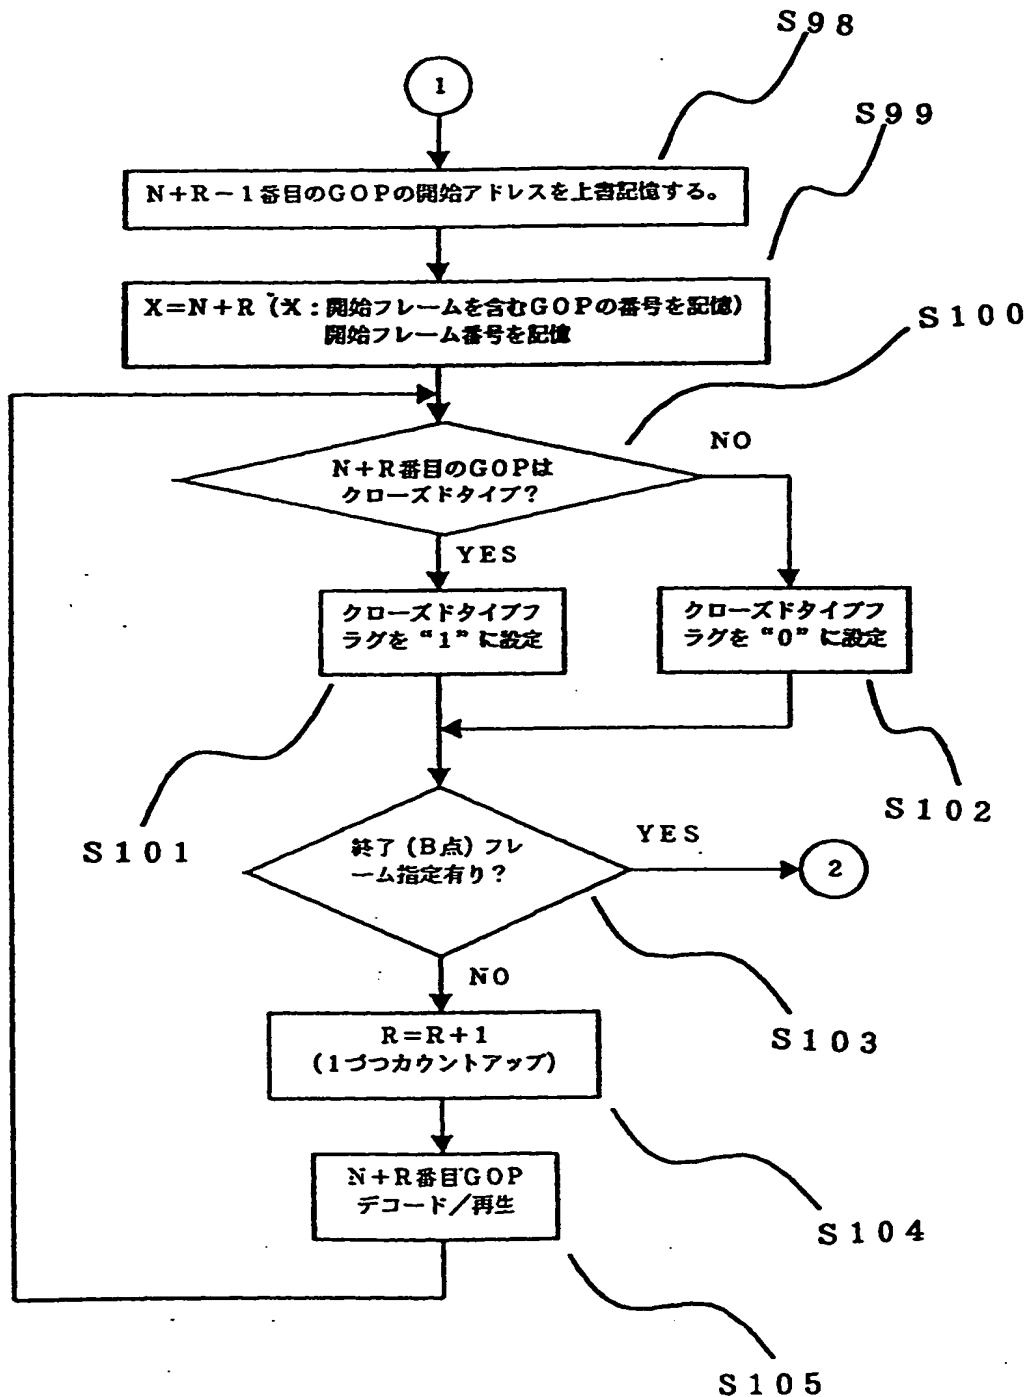 S98
1
S99
N+R-1番目のGOPの開始アドレスを上書記憶する。
X=N+R (X:開始フレームを含むGOPの番号を記憶)
開始フレーム番号を記憶
S100
NO
N+R番目のGOPは
クローズドタイプ?
YES
クローズドタイプフ
ラグを“1”に設定
クローズドタイプフ
ラグを“0”に設定
S101
S102
終了(B点)フレ
ーム指定有り?
YES
2
NO
S103
R=R+1
(1づつカウントアップ)
N+R番目GOP
デコード/再生
S104
S105